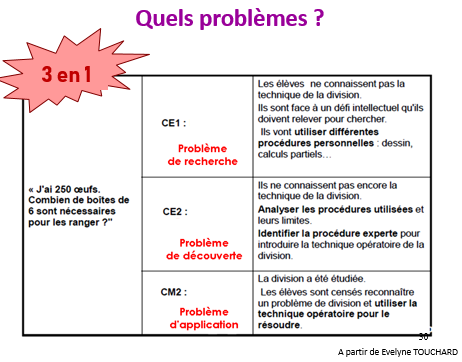 Quels problèmes ?
3 en 1
« J'ai 250 œufs.
Combien de boites de
6 sont nécessaires
pour les ranger ?"
CE1 :
Problème
de recherche
Les élèves ne connaissent pas la
technique de la division.
Ils sont face à un défi intellectuel qu'ils
doivent relever pour chercher.
Ils vont utiliser différentes
procédures personnelles : dessin,
calculs partiels…
CE2 :
Problème
de découverte
Ils ne connaissent pas encore la
technique de la division.
Analyser les procédures utilisées et
leurs limites.
Identifier la procédure experte pour
introduire la technique opératoire de la
division.
CM2 :
Problème
d'application
La division a été étudiée.
Les élèves sont censés reconnaître
un problème de division et utiliser la
technique opératoire pour le
résoudre.
30
A partir de Evelyne TOUCHARD